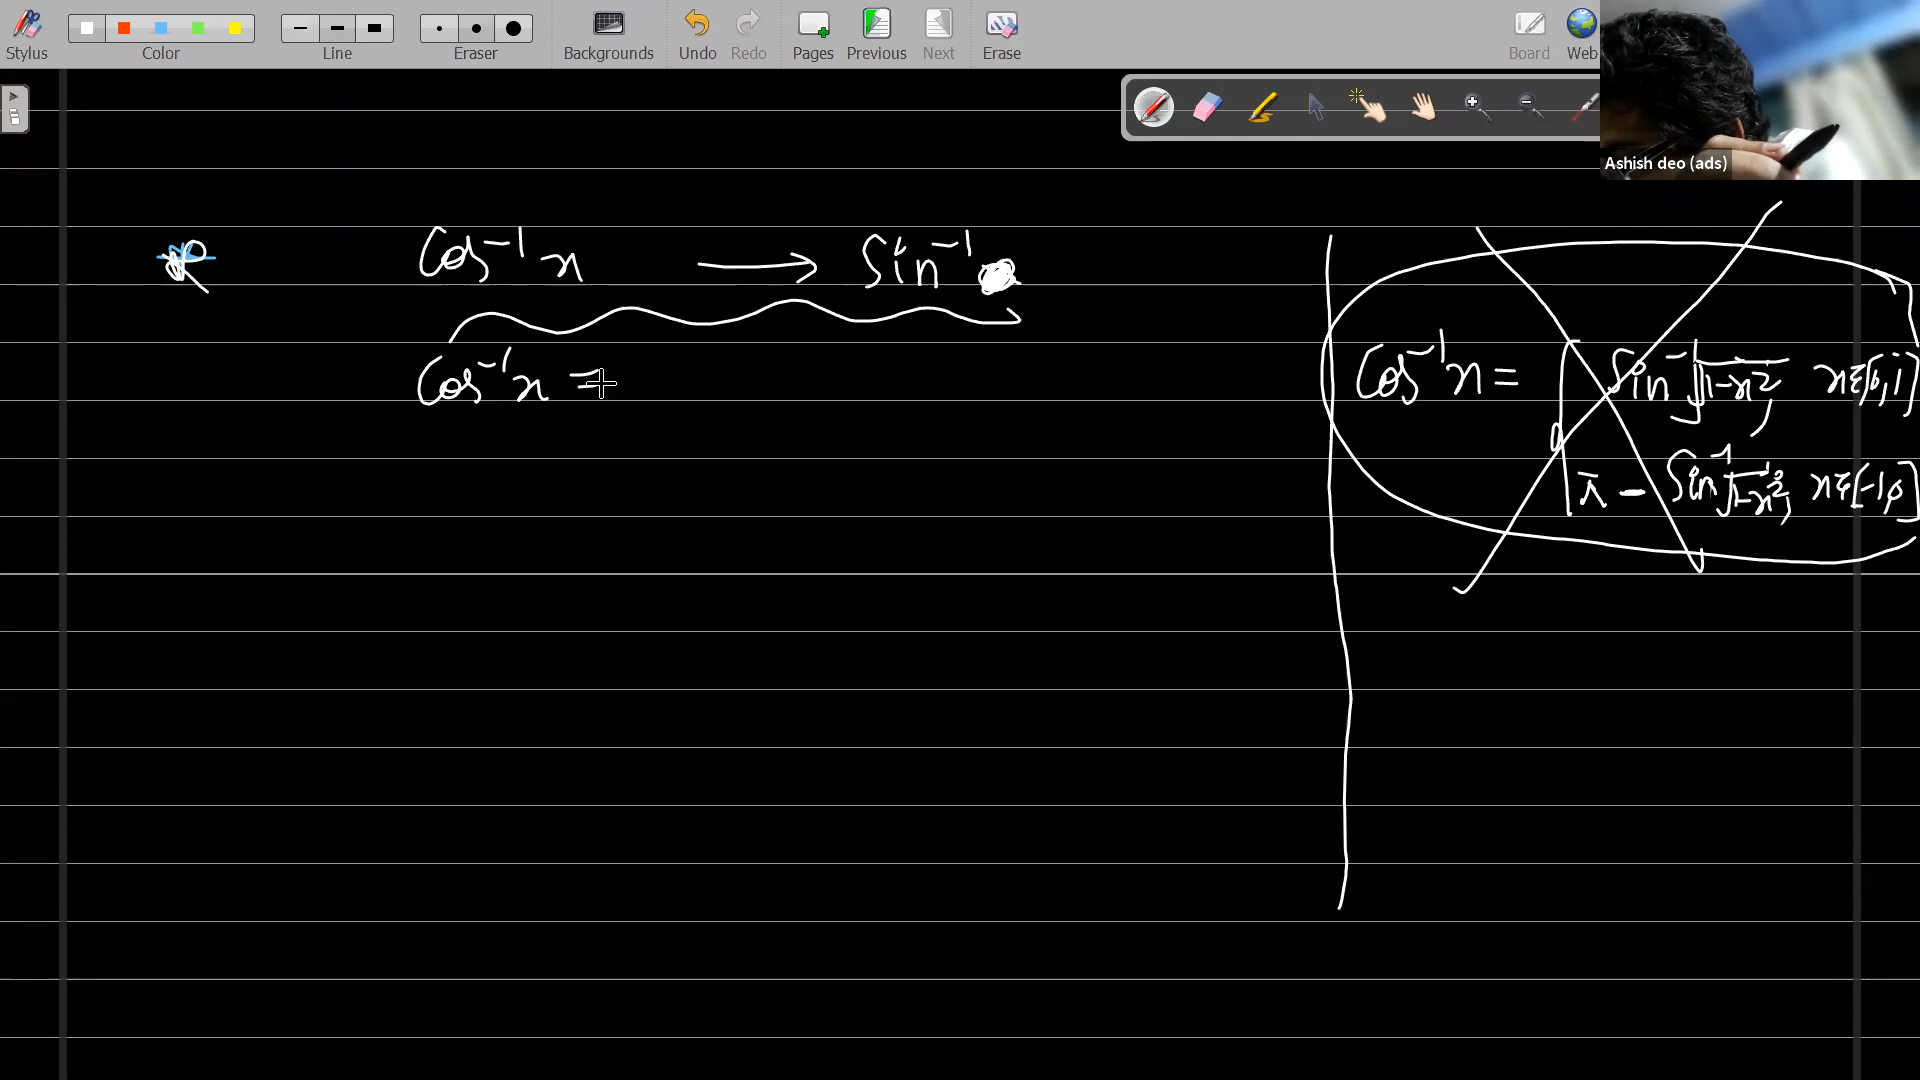 Stylus Color Line Eraser Backgrounds Undo Redo Pages Previous Next Erase Board Web
Ashish deo (ads)
Cos⁻¹x → Sin⁻¹
Cos⁻¹x =
Cos⁻¹x = Sin⁻¹√1-x², x∈[0,1]
π - Sin⁻¹√1-x², x∈[-1,0]